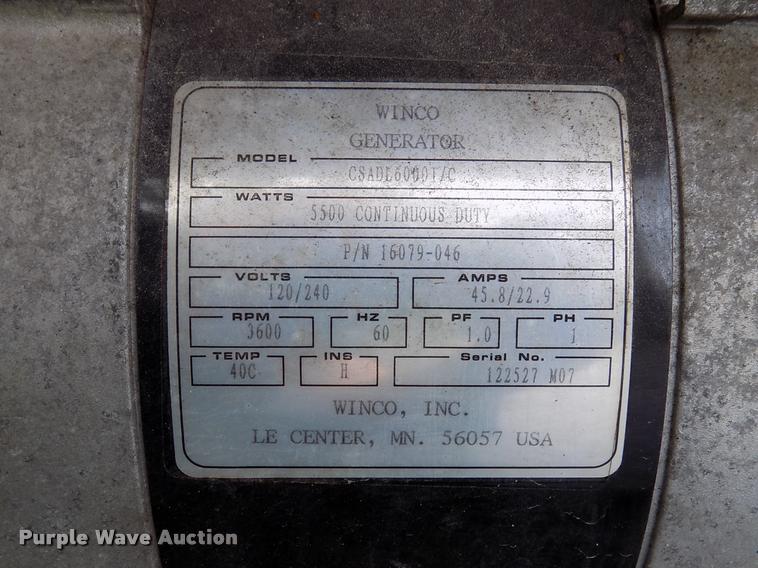 WINCO
GENERATOR
MODEL
CSADL6000I/C
WATTS
5500 CONTINUOUS DUTY
P/N 16079-046
VOLTS AMPS
120/240 45.8/22.9
RPM HZ PF PH
3600 60 1.0 1
TEMP INS Serial No.
40C H 122527 M07
WINCO, INC.
LE CENTER, MN. 56057 USA
Purple Wave Auction